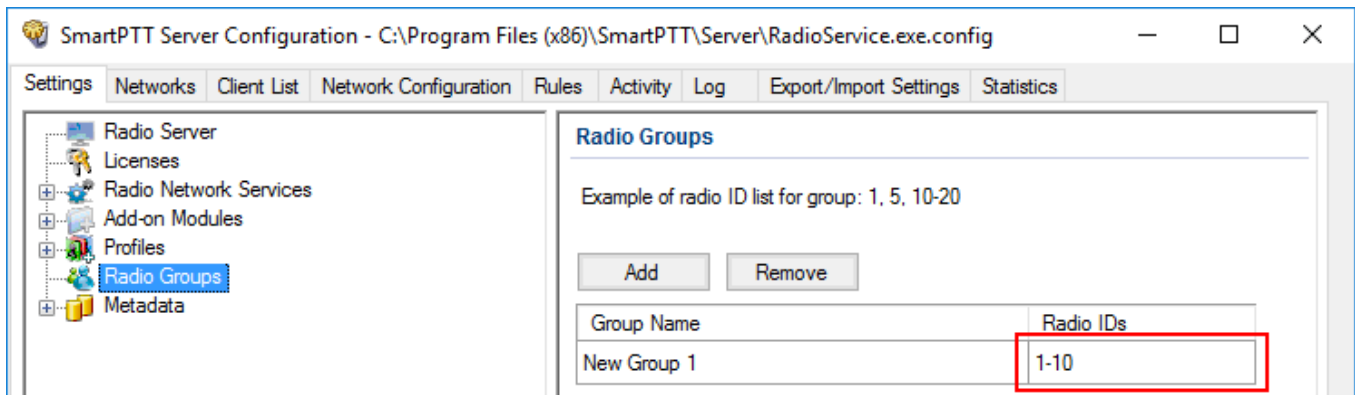 SmartPTT Server Configuration - C:\Program Files (x86)\SmartPTT\Server\RadioService.exe.config
Settings Networks Client List Network Configuration Rules Activity Log Export/Import Settings Statistics
Radio Server
Licenses
Radio Network Services
Add-on Modules
Profiles
Radio Groups
Metadata
Radio Groups
Example of radio ID list for group: 1, 5, 10-20
Add Remove
Group Name Radio IDs
New Group 1 1-10